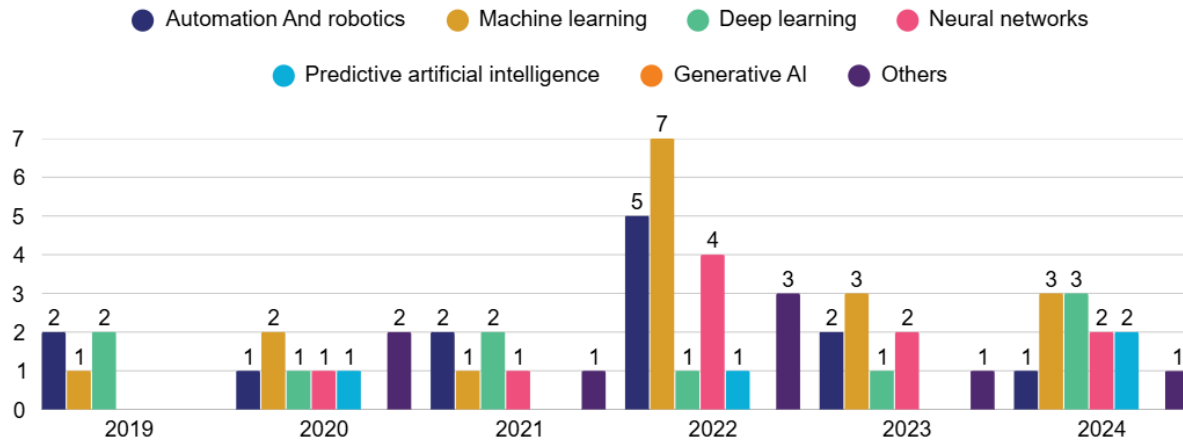 Automation And robotics Machine learning Deep learning Neural networks
Predictive artificial intelligence Generative AI Others
7 7
6
5 5
4 4
3 3 3 3 3
2 2 2 2 2 2 2 2 2 2 2
1 1 1 1 1 1 1 1 1 1 1 1 1
0
2019 2020 2021 2022 2023 2024